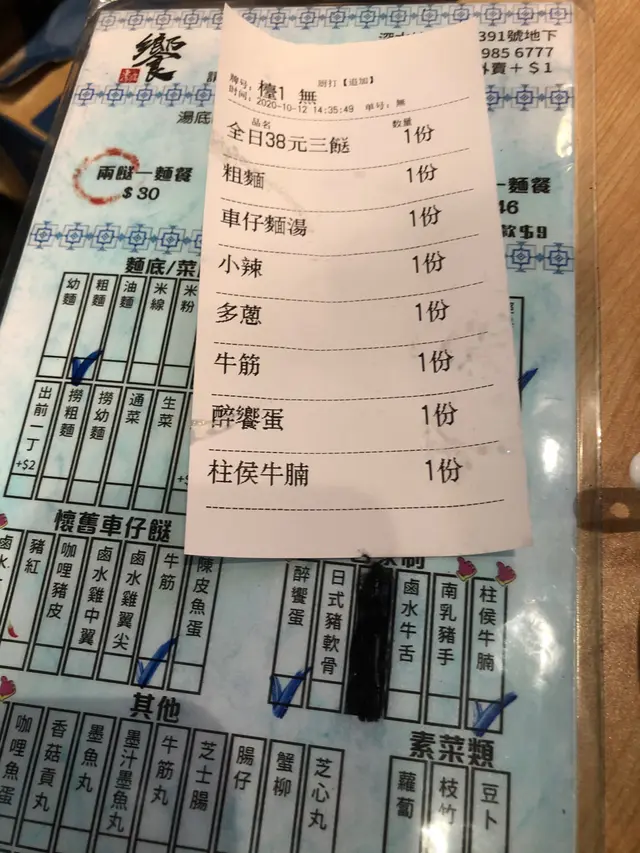 饗
391號地下
985 6777
外賣＋$1
湯底
兩餸一麵餐
$30
一麵餐
46
款$9
厨打【追加】
牌号: 檯1 無
时间: 2020-10-12 14:35:49 单号: 無
品名 数量
全日38元三餸 1份
粗麵 1份
車仔麵湯 1份
小辣 1份
多蔥 1份
牛筋 1份
醉饗蛋 1份
柱侯牛腩 1份
麵底/菜
幼麵
粗麵
油麵
米線
米粉
出前一丁+$2
撈粗麵
撈幼麵
通菜
生菜
懷舊車仔餸
豬紅
咖哩豬皮
鹵水雞中翼
鹵水雞翼尖
牛筋
陳皮魚蛋
醉饗蛋
日式豬軟骨
鹵水牛舌
南乳豬手
柱侯牛腩
其他
咖哩魚蛋
香菇貢丸
墨魚丸
墨汁墨魚丸
牛筋丸
芝士腸
腸仔
蟹柳
芝心丸
素菜類
蘿蔔
枝竹
豆卜